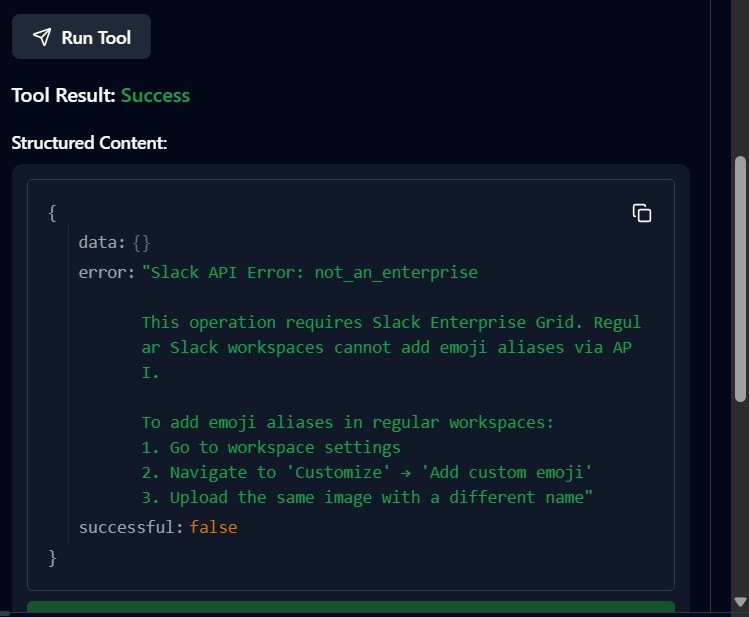 Run Tool
Tool Result: Success
Structured Content:
{
data: {}
error: "Slack API Error: not_an_enterprise
This operation requires Slack Enterprise Grid. Regul
ar Slack workspaces cannot add emoji aliases via AP
I.
To add emoji aliases in regular workspaces:
1. Go to workspace settings
2. Navigate to 'Customize' → 'Add custom emoji'
3. Upload the same image with a different name"
successful: false
}